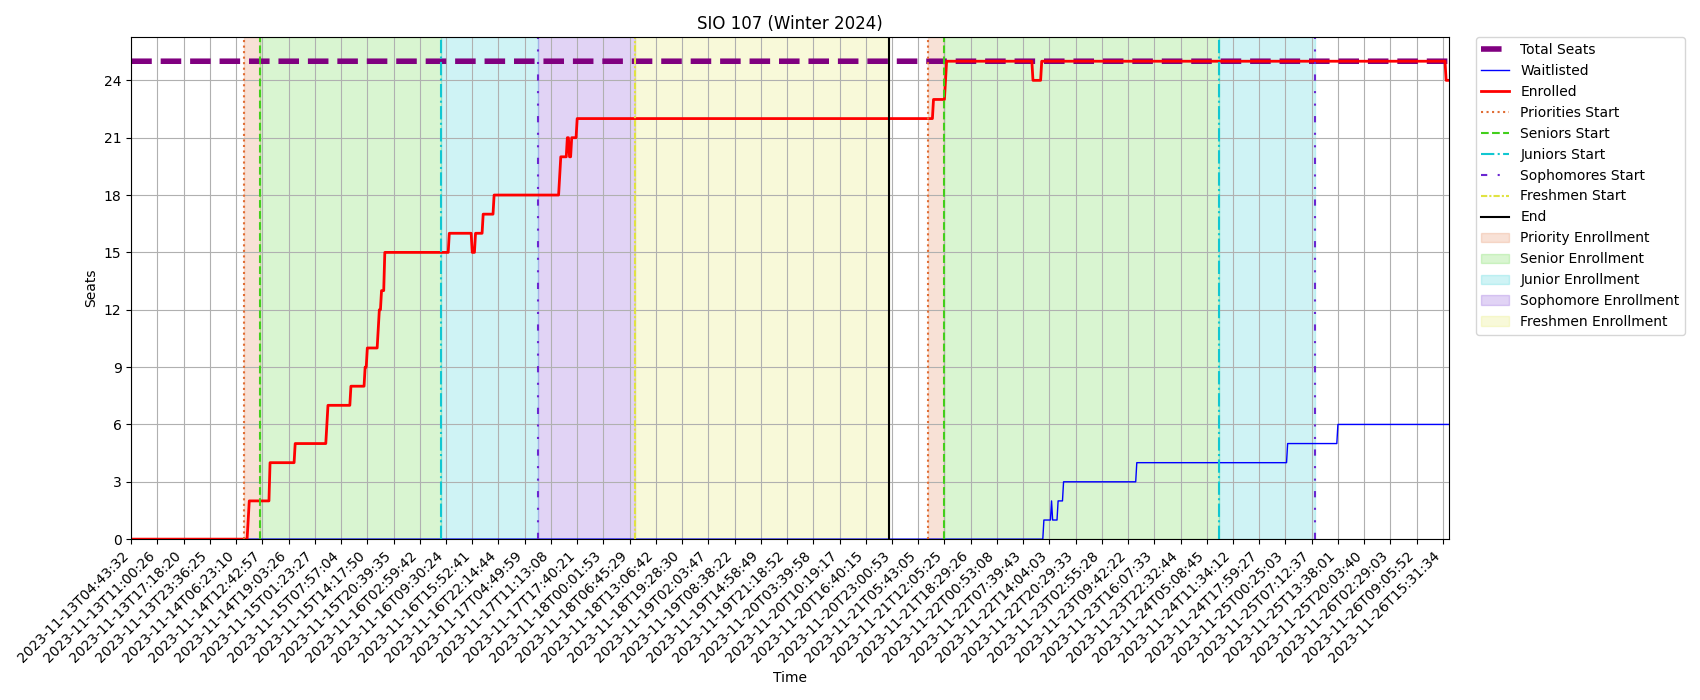 SIO 107 (Winter 2024)
Seats
24
21
18
15
12
9
6
3
0
2023-11-13T04:43:32
2023-11-13T11:00:26
2023-11-13T17:18:20
2023-11-13T23:36:25
2023-11-14T06:23:10
2023-11-14T12:42:57
2023-11-14T19:03:26
2023-11-15T01:23:27
2023-11-15T07:57:04
2023-11-15T14:17:50
2023-11-15T20:39:35
2023-11-16T02:59:42
2023-11-16T09:30:24
2023-11-16T15:52:41
2023-11-16T22:14:44
2023-11-17T04:49:59
2023-11-17T11:13:08
2023-11-17T17:40:21
2023-11-18T00:01:53
2023-11-18T06:45:29
2023-11-18T13:06:42
2023-11-18T19:28:30
2023-11-19T02:03:47
2023-11-19T08:38:22
2023-11-19T14:58:49
2023-11-19T21:18:52
2023-11-20T03:39:58
2023-11-20T10:19:17
2023-11-20T16:40:15
2023-11-20T23:00:53
2023-11-21T05:43:05
2023-11-21T12:05:25
2023-11-21T18:29:26
2023-11-22T00:53:08
2023-11-22T07:39:43
2023-11-22T14:04:03
2023-11-22T20:29:33
2023-11-23T02:55:28
2023-11-23T09:42:22
2023-11-23T16:07:33
2023-11-23T22:32:44
2023-11-24T05:08:45
2023-11-24T11:34:12
2023-11-24T17:59:27
2023-11-25T00:25:03
2023-11-25T07:12:37
2023-11-25T13:38:01
2023-11-25T20:03:40
2023-11-26T02:29:03
2023-11-26T09:05:52
2023-11-26T15:31:34
Time
Total Seats
Waitlisted
Enrolled
Priorities Start
Seniors Start
Juniors Start
Sophomores Start
Freshmen Start
End
Priority Enrollment
Senior Enrollment
Junior Enrollment
Sophomore Enrollment
Freshmen Enrollment